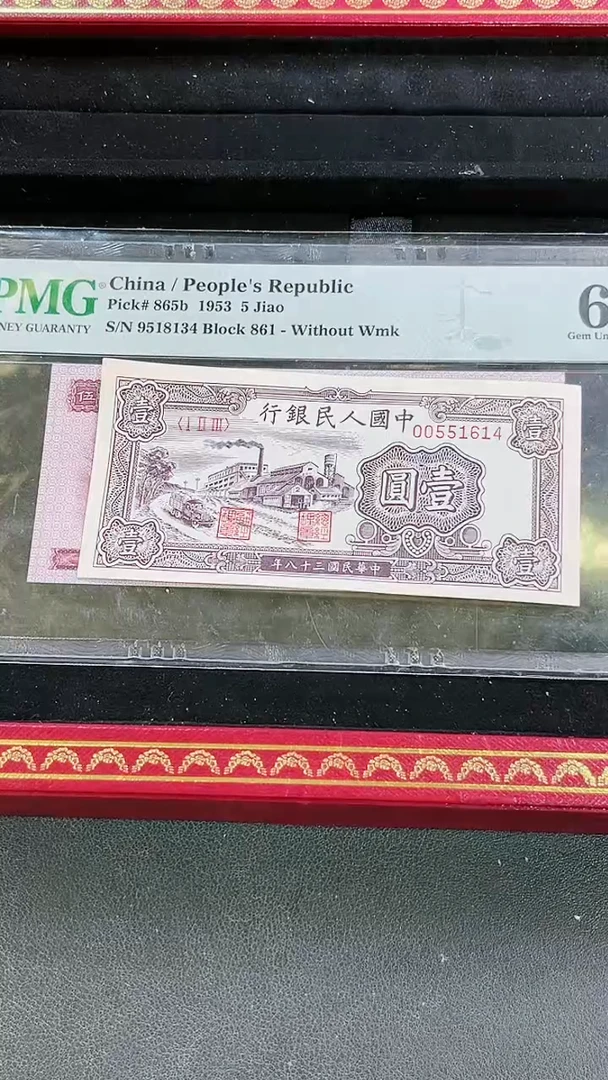 PMG
NEY GUARANTY
China / People's Republic
Pick# 865b 1953 5 Jiao
S/N 9518134 Block 861 - Without Wmk
6
Gem Un
伍
行銀民人國中
〈I II III〉
00551614
壹
壹
圓壹
壹
壹
年八十三國民華中